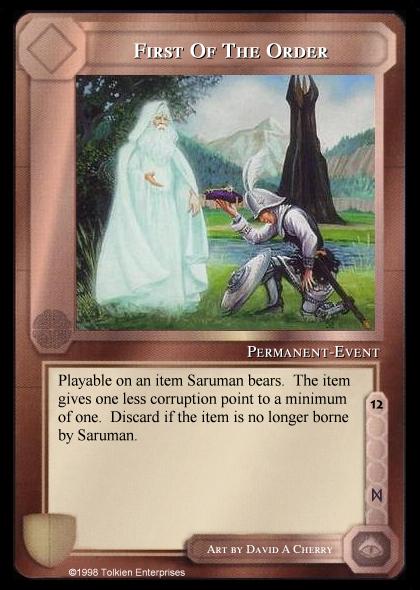 First Of The Order
Permanent-Event
Playable on an item Saruman bears. The item
gives one less corruption point to a minimum
of one. Discard if the item is no longer borne
by Saruman.
12
ᛞ
Art by David A Cherry
©1998 Tolkien Enterprises